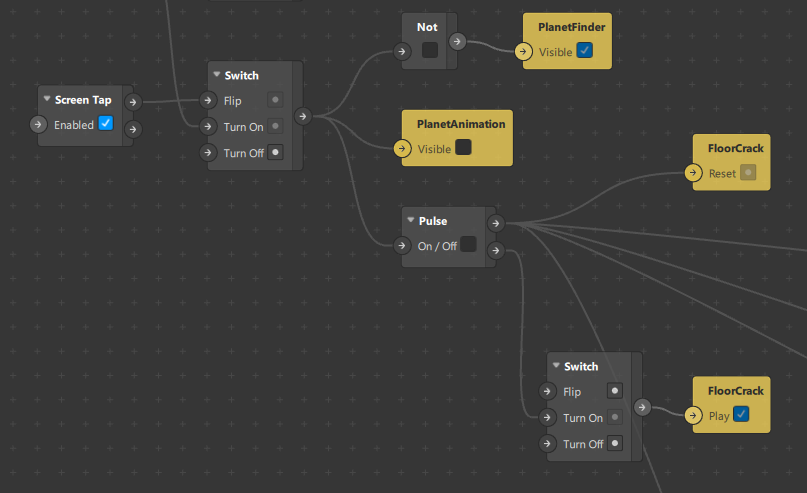 Not
PlanetFinder
Visible
Switch
Flip
Turn On
Turn Off
Screen Tap
Enabled
PlanetAnimation
Visible
FloorCrack
Reset
Pulse
On / Off
Switch
Flip
Turn On
Turn Off
FloorCrack
Play